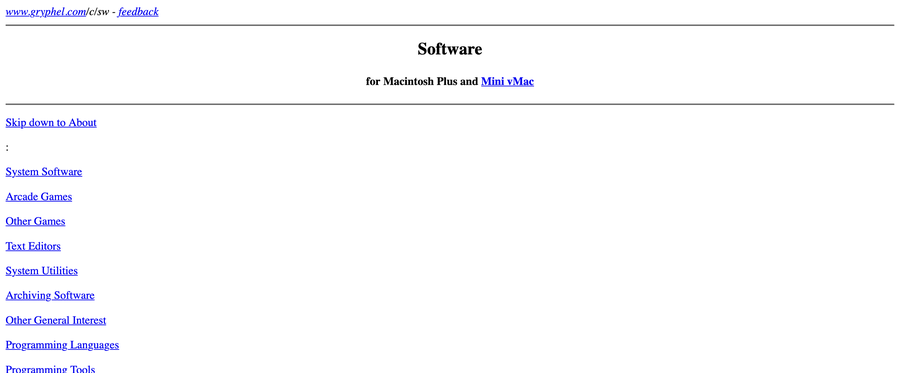 www.gryphel.com/c/sw - feedback
Software
for Macintosh Plus and Mini vMac
Skip down to About
:
System Software
Arcade Games
Other Games
Text Editors
System Utilities
Archiving Software
Other General Interest
Programming Languages
Programming Tools